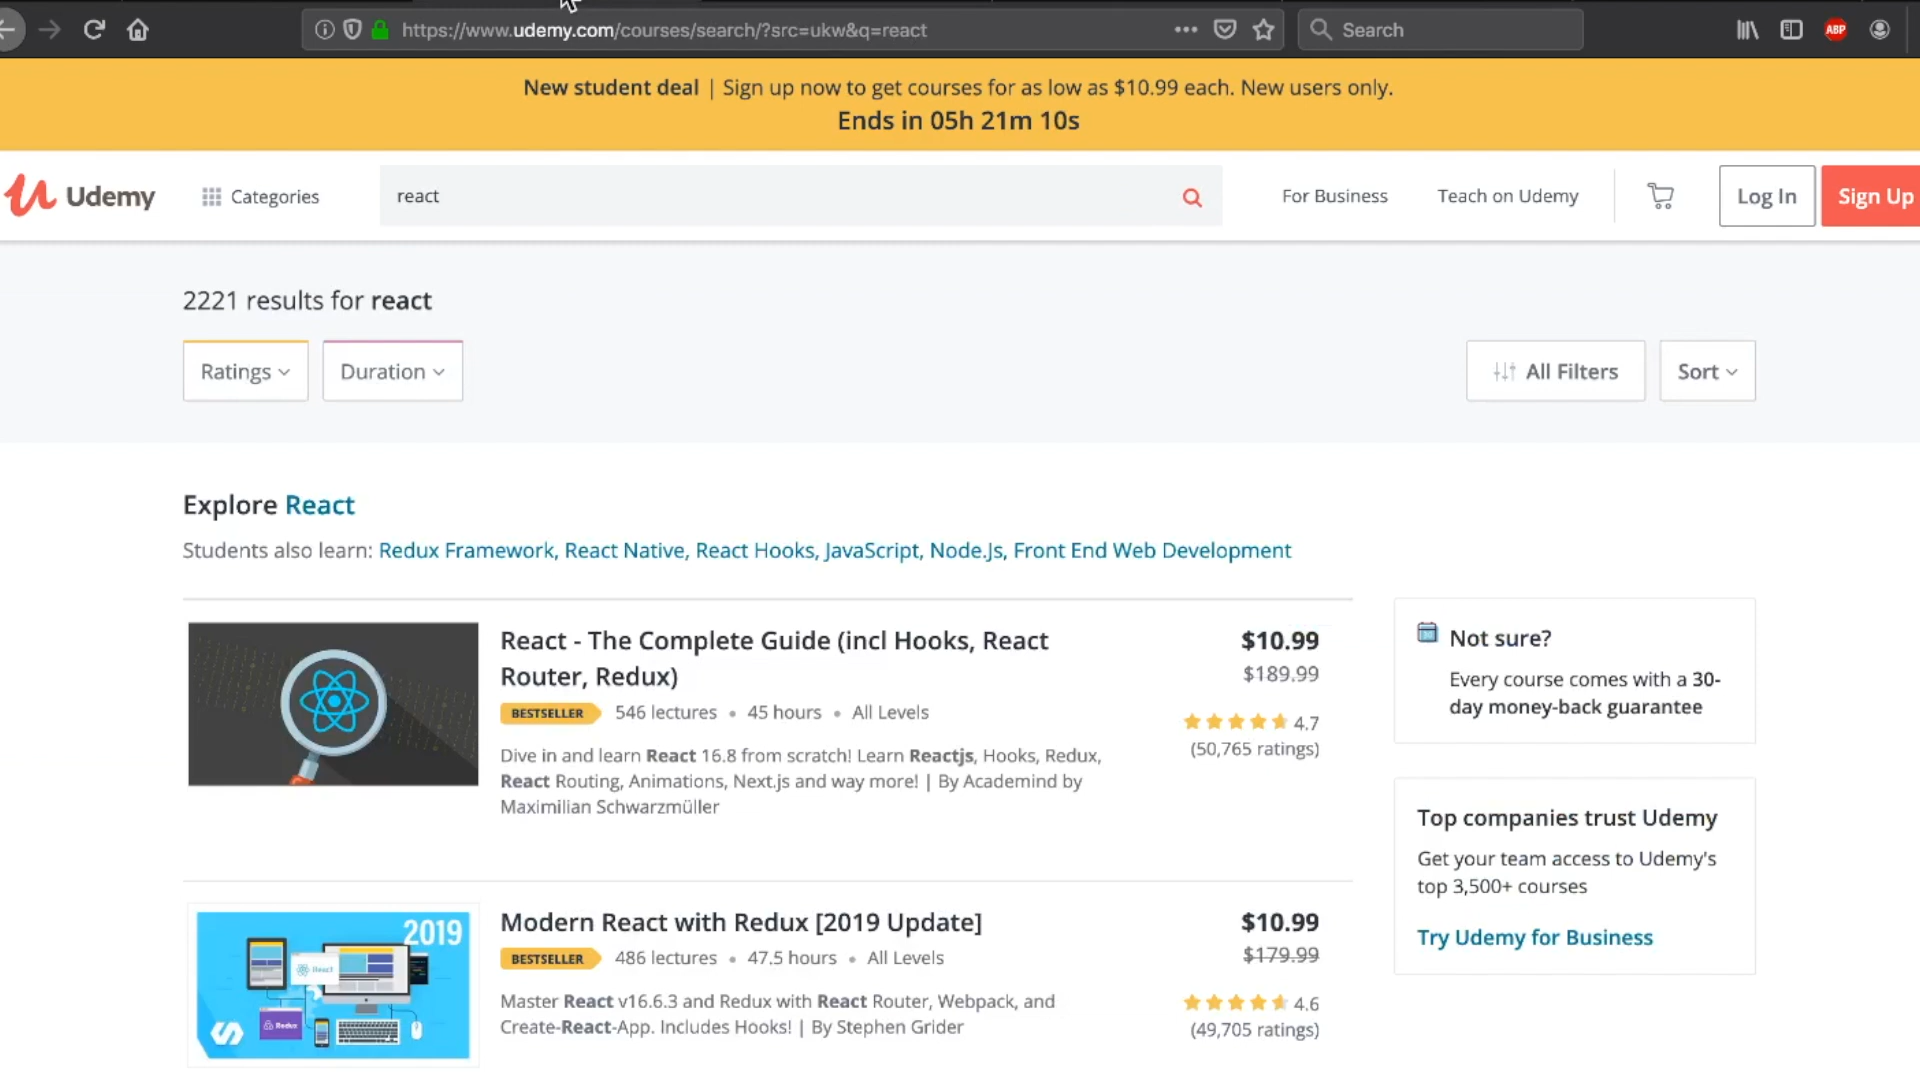 https://www.udemy.com/courses/search/?src=ukw&q=react
Search
ABP
New student deal | Sign up now to get courses for as low as $10.99 each. New users only.
Ends in 05h 21m 10s
Udemy
Categories
react
For Business
Teach on Udemy
Log In
Sign Up
2221 results for react
Ratings
Duration
All Filters
Sort
Explore React
Students also learn: Redux Framework, React Native, React Hooks, JavaScript, Node.Js, Front End Web Development
React - The Complete Guide (incl Hooks, React
Router, Redux)
BESTSELLER 546 lectures • 45 hours • All Levels
Dive in and learn React 16.8 from scratch! Learn Reactjs, Hooks, Redux,
React Routing, Animations, Next.js and way more! | By Academind by
Maximilian Schwarzmüller
$10.99
$189.99
4.7
(50,765 ratings)
Not sure?
Every course comes with a 30-
day money-back guarantee
Top companies trust Udemy
Get your team access to Udemy's
top 3,500+ courses
Try Udemy for Business
2019
React
Redux
Modern React with Redux [2019 Update]
BESTSELLER 486 lectures • 47.5 hours • All Levels
Master React v16.6.3 and Redux with React Router, Webpack, and
Create-React-App. Includes Hooks! | By Stephen Grider
$10.99
$179.99
4.6
(49,705 ratings)